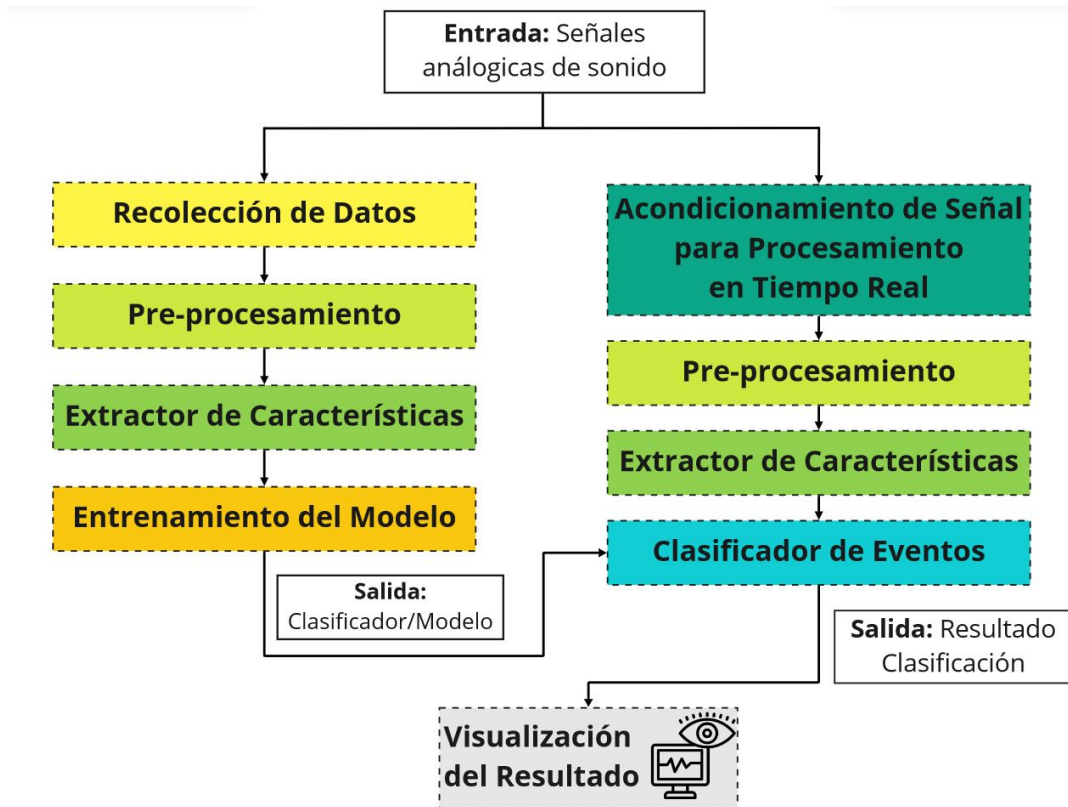 Entrada: Señales
análogicas de sonido
Recolección de Datos
Pre-procesamiento
Extractor de Características
Entrenamiento del Modelo
Salida:
Clasificador/Modelo
Acondicionamiento de Señal
para Procesamiento
en Tiempo Real
Pre-procesamiento
Extractor de Características
Clasificador de Eventos
Salida: Resultado
Clasificación
Visualización
del Resultado